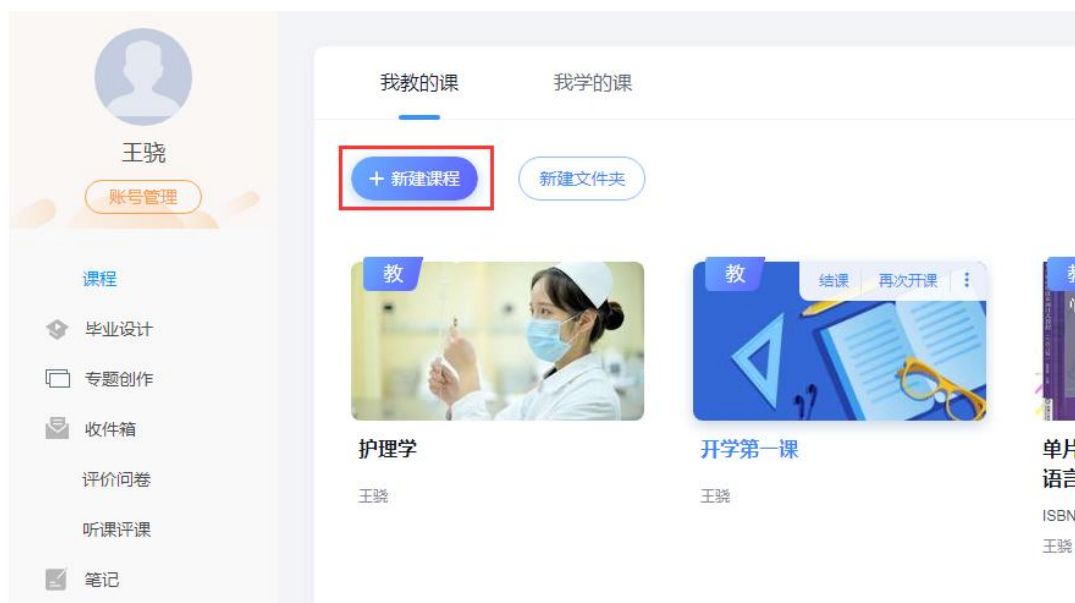 我教的课
我学的课
王骁
账号管理
+ 新建课程
新建文件夹
课程
毕业设计
专题创作
收件箱
评价问卷
听课评课
笔记
教
护理学
王骁
教
结课
再次开课
开学第一课
王骁
教
单片
语言
ISBN
王骁